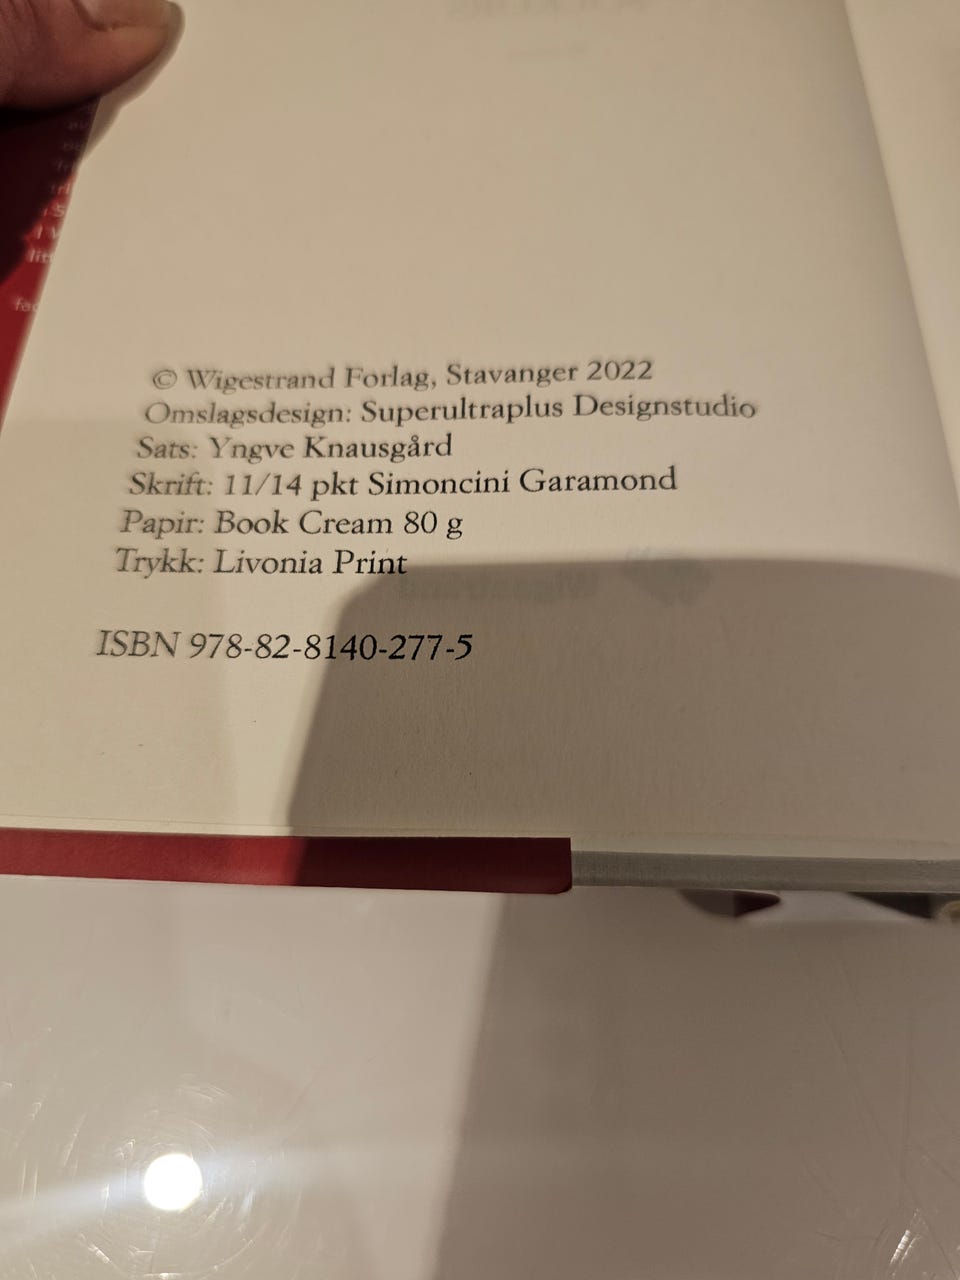 © Wigestrand Forlag, Stavanger 2022
Omslagsdesign: Superultraplus Designstudio
Sats: Yngve Knausgård
Skrift: 11/14 pkt Simoncini Garamond
Papir: Book Cream 80 g
Trykk: Livonia Print
ISBN 978-82-8140-277-5